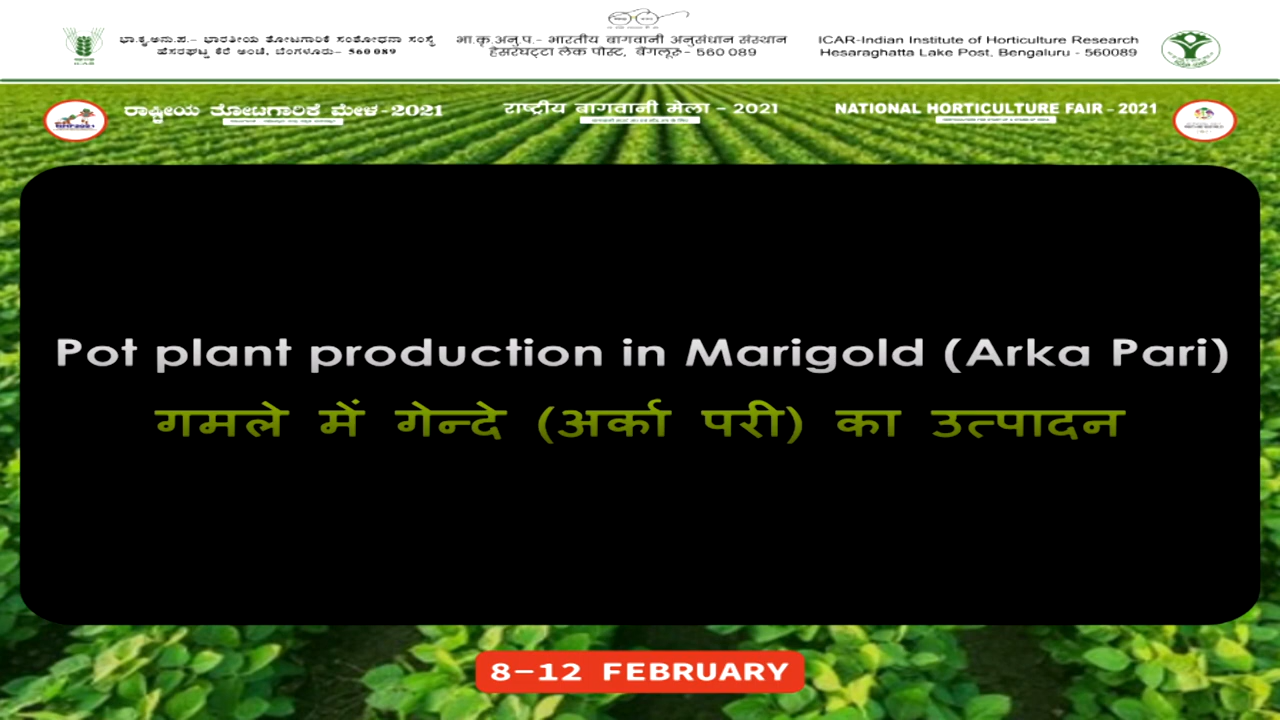 ಭಾ.ಕೃ.ಅನು.ಪ.– ಭಾರತೀಯ ತೋಟಗಾರಿಕೆ ಸಂಶೋಧನಾ ಸಂಸ್ಥೆ
ಹೆಸರಘಟ್ಟ ಕೆರೆ ಅಂಚೆ, ಬೆಂಗಳೂರು– 560 089
भा.कृ.अनु.प.- भारतीय बागवानी अनुसंधान संस्थान
हेसरघट्टा लेक पोस्ट, बेंगलूरू - 560 089
ICAR-Indian Institute of Horticulture Research
Hesaraghatta Lake Post, Bengaluru - 560089
ರಾಷ್ಟ್ರೀಯ ತೋಟಗಾರಿಕೆ ಮೇಳ -2021
राष्ट्रीय बागवानी मेला - 2021
NATIONAL HORTICULTURE FAIR - 2021
Pot plant production in Marigold (Arka Pari)
गमले में गेन्दे (अर्का परी) का उत्पादन
8–12 FEBRUARY